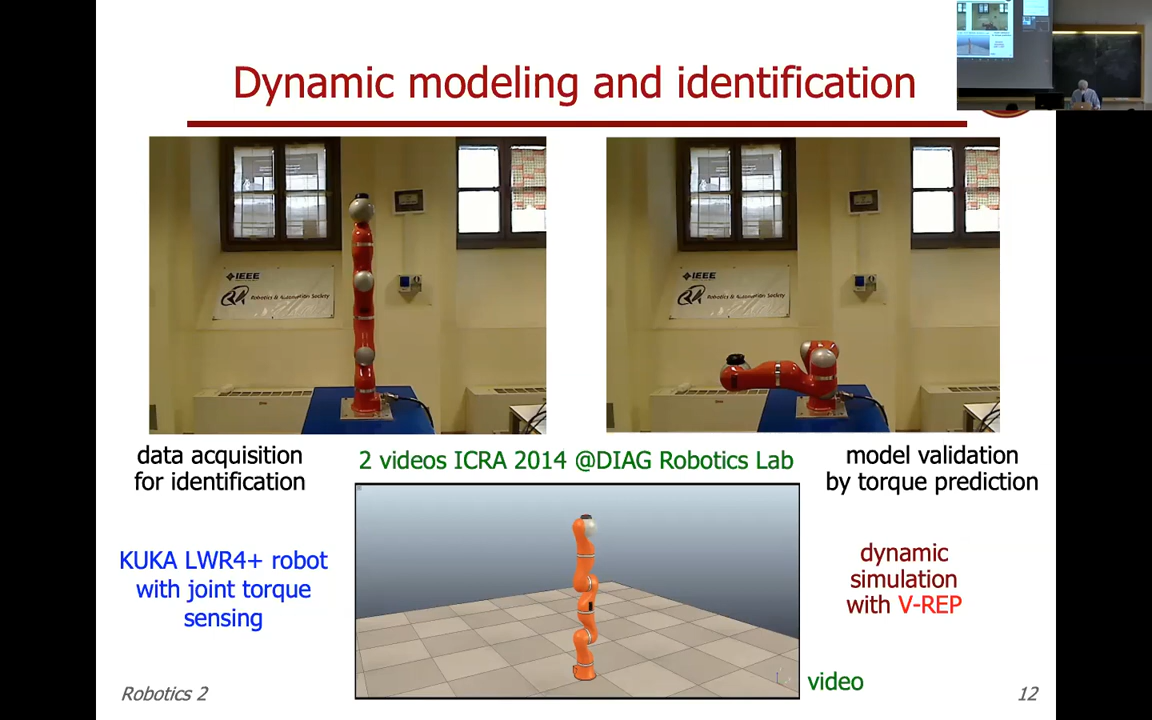 Dynamic modeling and identification
IEEE
Robotics & Automation Society
IEEE
Robotics & Automation Society
data acquisition
for identification
2 videos ICRA 2014 @DIAG Robotics Lab
model validation
by torque prediction
KUKA LWR4+ robot
with joint torque
sensing
dynamic
simulation
with V-REP
video
Robotics 2
12